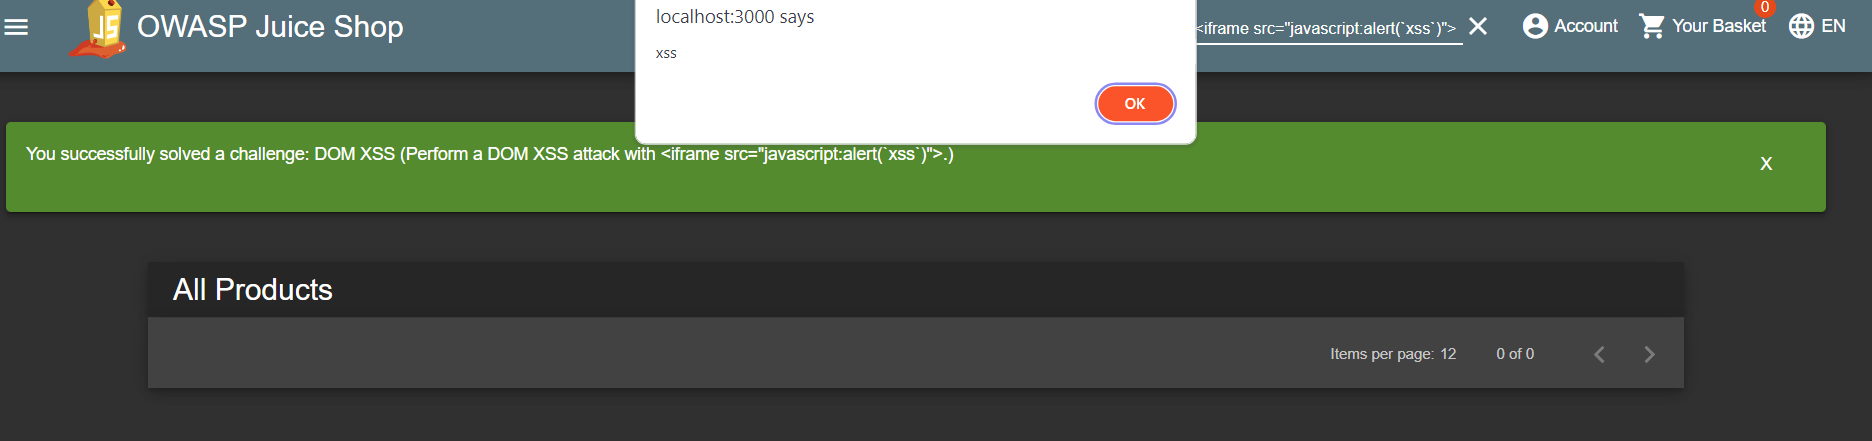 OWASP Juice Shop
localhost:3000 says
xss
OK
<iframe src="javascript:alert(`xss`)">
Account
0
Your Basket
EN
You successfully solved a challenge: DOM XSS (Perform a DOM XSS attack with <iframe src="javascript:alert(`xss`)">.)
X
All Products
Items per page: 12
0 of 0
JS